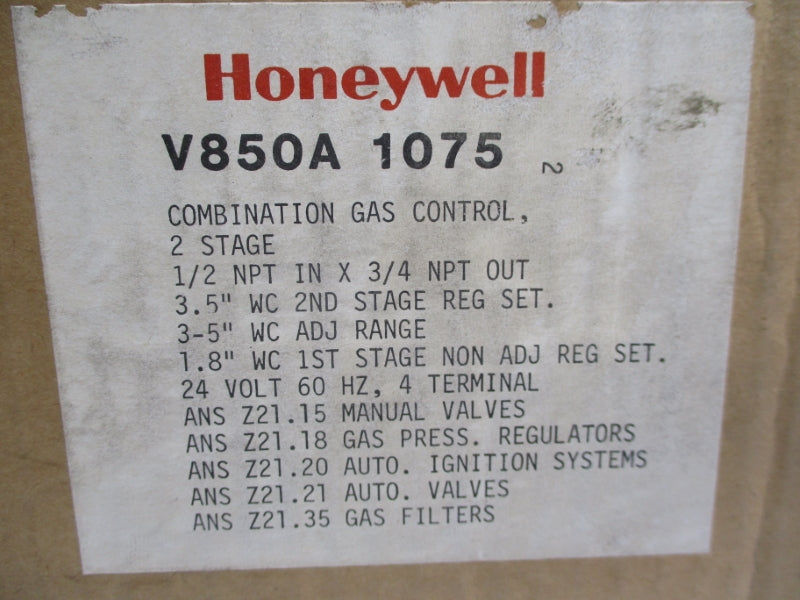 Honeywell
V850A 1075 2
COMBINATION GAS CONTROL,
2 STAGE
1/2 NPT IN X 3/4 NPT OUT
3.5" WC 2ND STAGE REG SET.
3-5" WC ADJ RANGE
1.8" WC 1ST STAGE NON ADJ REG SET.
24 VOLT 60 HZ, 4 TERMINAL
ANS Z21.15 MANUAL VALVES
ANS Z21.18 GAS PRESS. REGULATORS
ANS Z21.20 AUTO. IGNITION SYSTEMS
ANS Z21.21 AUTO. VALVES
ANS Z21.35 GAS FILTERS